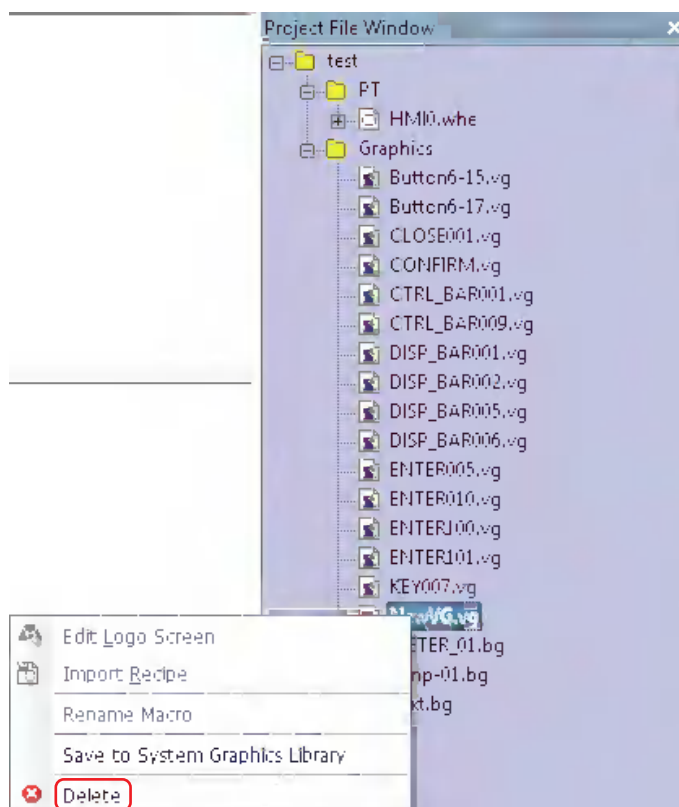 Project File Window
test
PT
HMI0.whe
Graphics
Button6-15.vg
Button6-17.vg
CLOSE001.vg
CONFIRM.vg
CTRL_BAR001.vg
CTRL_BAR009.vg
DISP_BAR001.vg
DISP_BAR002.vg
DISP_BAR005.vg
DISP_BAR006.vg
ENTER005.vg
ENTER010.vg
ENTER100.vg
ENTER101.vg
KEY007.vg
NewVG.vg
ETER_01.bg
np-01.bg
xt.bg
Edit Logo Screen
Import Recipe
Rename Macro
Save to System Graphics Library
Delete